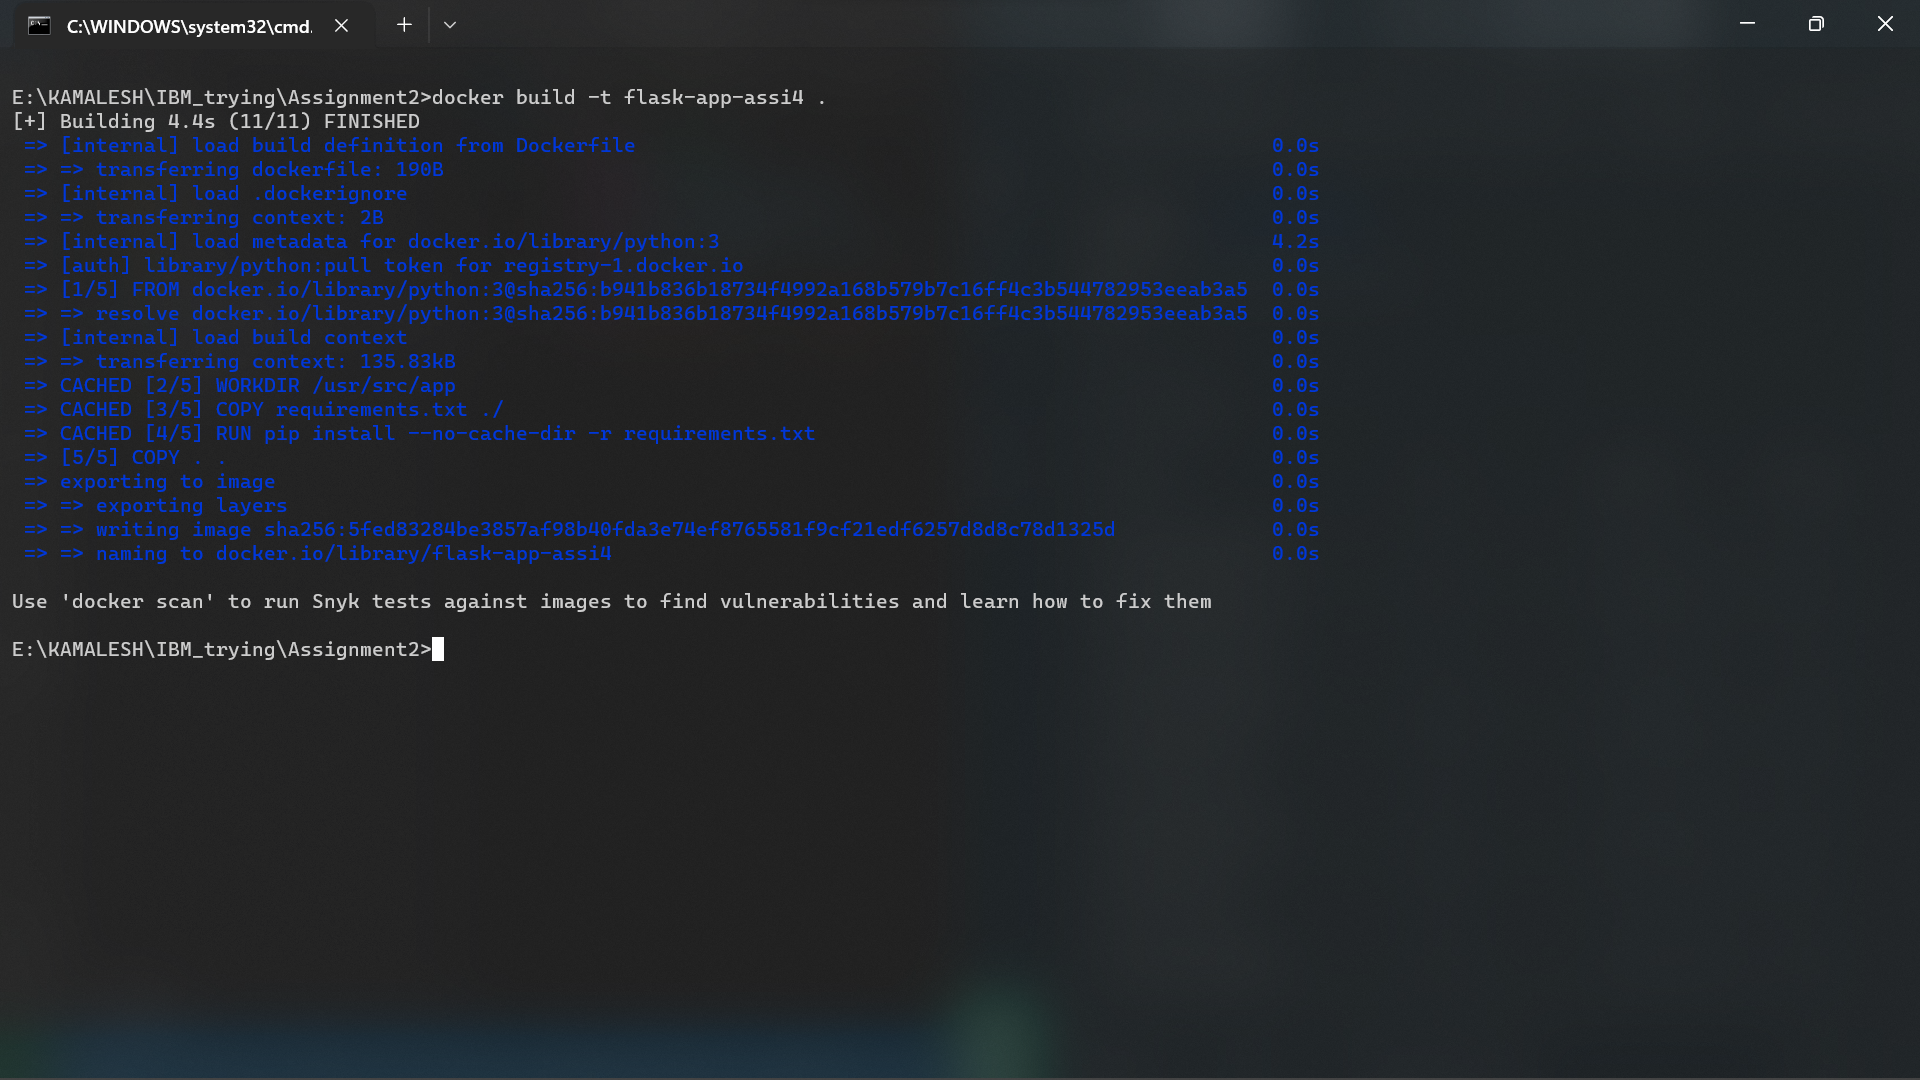 C:\WINDOWS\system32\cmd.
E:\KAMALESH\IBM_trying\Assignment2>docker build -t flask-app-assi4 .
[+] Building 4.4s (11/11) FINISHED
=> [internal] load build definition from Dockerfile 0.0s
=> => transferring dockerfile: 190B 0.0s
=> [internal] load .dockerignore 0.0s
=> => transferring context: 2B 0.0s
=> [internal] load metadata for docker.io/library/python:3 4.2s
=> [auth] library/python:pull token for registry-1.docker.io 0.0s
=> [1/5] FROM docker.io/library/python:3@sha256:b941b836b18734f4992a168b579b7c16ff4c3b544782953eeab3a5 0.0s
=> => resolve docker.io/library/python:3@sha256:b941b836b18734f4992a168b579b7c16ff4c3b544782953eeab3a5 0.0s
=> [internal] load build context 0.0s
=> => transferring context: 135.83kB 0.0s
=> CACHED [2/5] WORKDIR /usr/src/app 0.0s
=> CACHED [3/5] COPY requirements.txt ./ 0.0s
=> CACHED [4/5] RUN pip install --no-cache-dir -r requirements.txt 0.0s
=> [5/5] COPY . . 0.0s
=> exporting to image 0.0s
=> => exporting layers 0.0s
=> => writing image sha256:5fed83284be3857af98b40fda3e74ef8765581f9cf21edf6257d8d8c78d1325d 0.0s
=> => naming to docker.io/library/flask-app-assi4 0.0s
Use 'docker scan' to run Snyk tests against images to find vulnerabilities and learn how to fix them
E:\KAMALESH\IBM_trying\Assignment2>